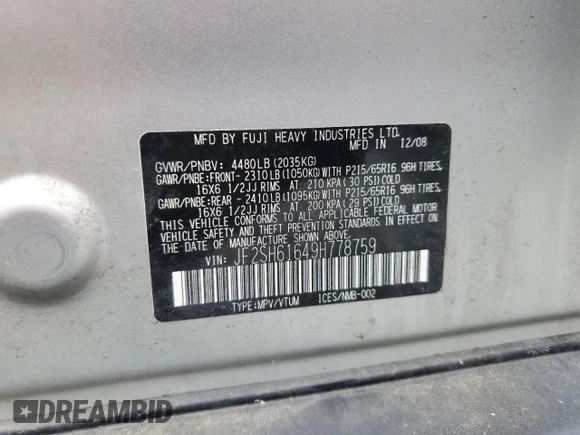 MFD BY FUJI HEAVY INDUSTRIES LTD.
MFD IN 12/08
GVWR/PNBV: 4480LB(2035KG)
GAWR/PNBE:FRONT- 2310LB(1050KG)WITH P215/65R16 96H TIRES,
16X6 1/2JJ RIMS AT 210 KPA(30 PSI)COLD
GAWR/PNBE:REAR - 2410LB(1095KG)WITH P215/65R16 96H TIRES,
16X6 1/2JJ RIMS AT 200 KPA(29 PSI)COLD
THIS VEHICLE CONFORMS TO ALL APPLICABLE FEDERAL MOTOR
VEHICLE SAFETY AND THEFT PREVENTION STANDARDS IN EFFECT ON
THE DATE OF MANUFACTURE SHOWN ABOVE.
VIN: JF2SH61649H778759
TYPE:MPV/VTUM ICES/NMB-002
DREAMBID